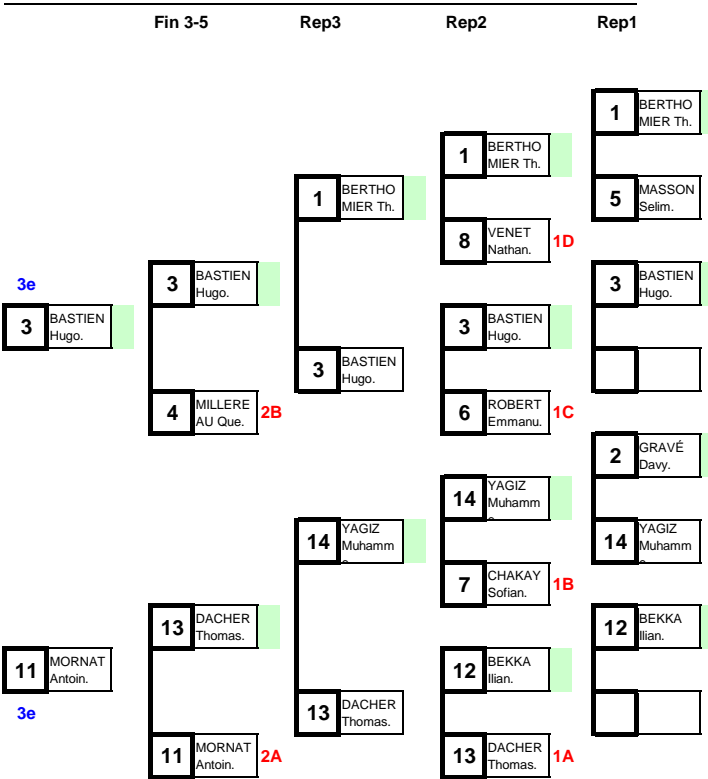 Fin 3-5 Rep3 Rep2 Rep1
1 BERTHO
MIER Th.
1 BERTHO
MIER Th.
1 BERTHO
MIER Th.
5 MASSON
Selim.
8 VENET
Nathan. 1D
3 BASTIEN
Hugo.
3 BASTIEN
Hugo.
3e
3 BASTIEN
Hugo.
3 BASTIEN
Hugo.
3 BASTIEN
Hugo.
4 MILLERE
AU Que. 2B
6 ROBERT
Emmanu. 1C
2 GRAVÉ
Davy.
14 YAGIZ
Muhamm
14 YAGIZ
Muhamm
14 YAGIZ
Muhamm
7 CHAKAY
Sofian. 1B
13 DACHER
Thomas.
12 BEKKA
Ilian.
11 MORNAT
Antoin.
3e
12 BEKKA
Ilian.
13 DACHER
Thomas.
11 MORNAT
Antoin. 2A
13 DACHER
Thomas. 1A